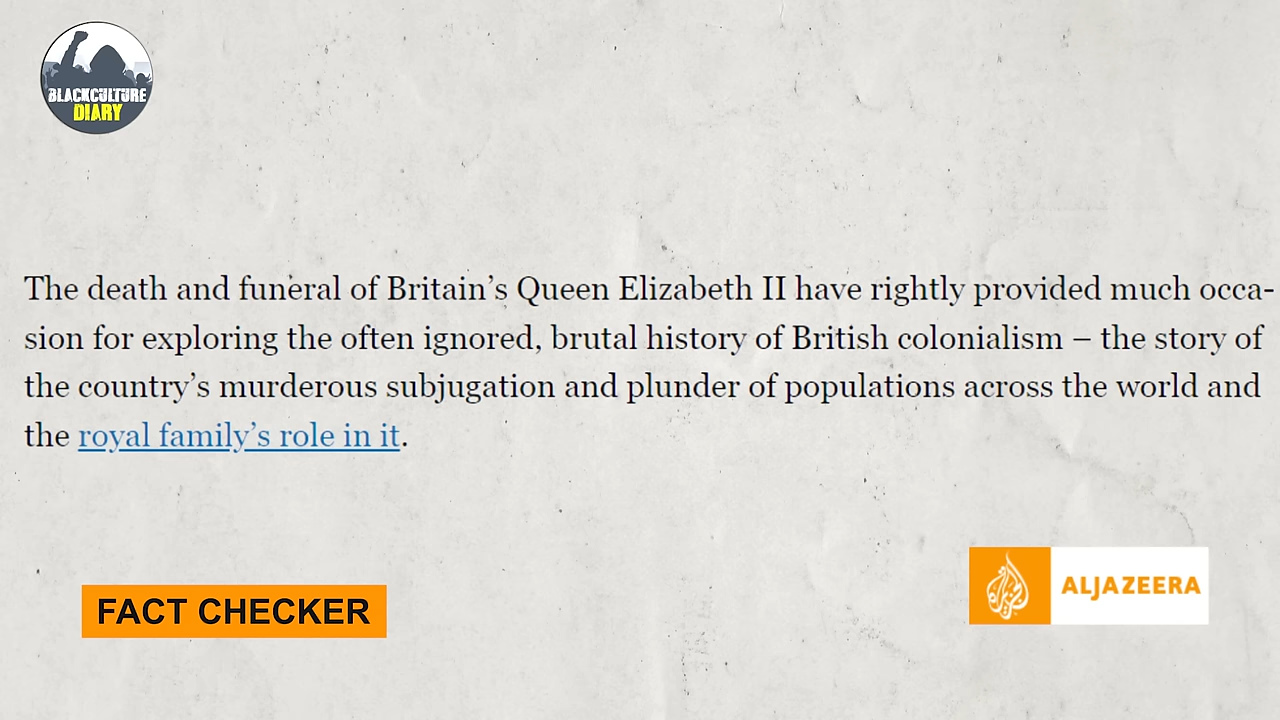 BLACKCULTURE
DIARY
The death and funeral of Britain’s Queen Elizabeth II have rightly provided much occa-
sion for exploring the often ignored, brutal history of British colonialism – the story of
the country’s murderous subjugation and plunder of populations across the world and
the royal family’s role in it.
FACT CHECKER
ALJAZEERA